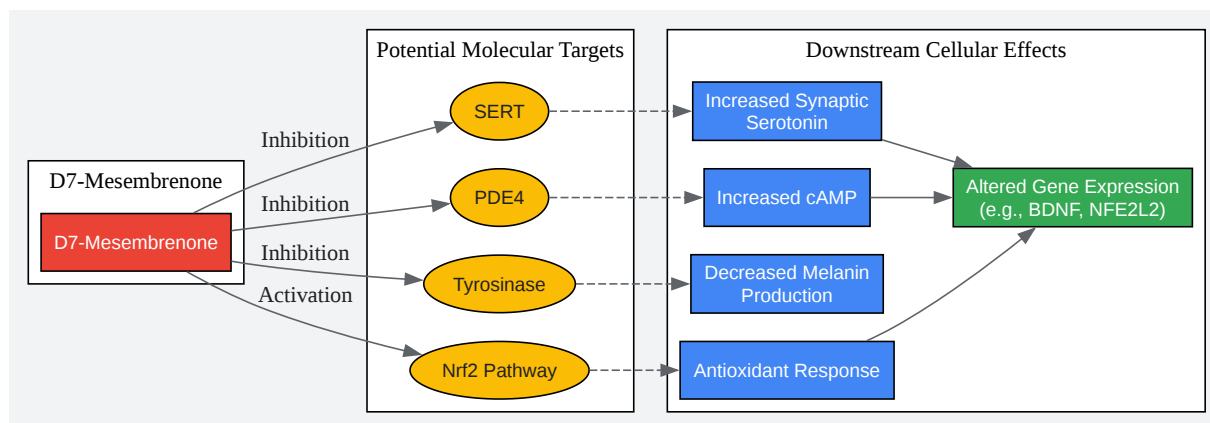 Potential Molecular Targets
Downstream Cellular Effects
D7-Mesembrenone
D7-Mesembrenone
Inhibition
Inhibition
Inhibition
Activation
SERT
PDE4
Tyrosinase
Nrf2 Pathway
Increased Synaptic
Serotonin
Increased cAMP
Decreased Melanin
Production
Antioxidant Response
Altered Gene Expression
(e.g., BDNF, NFE2L2)